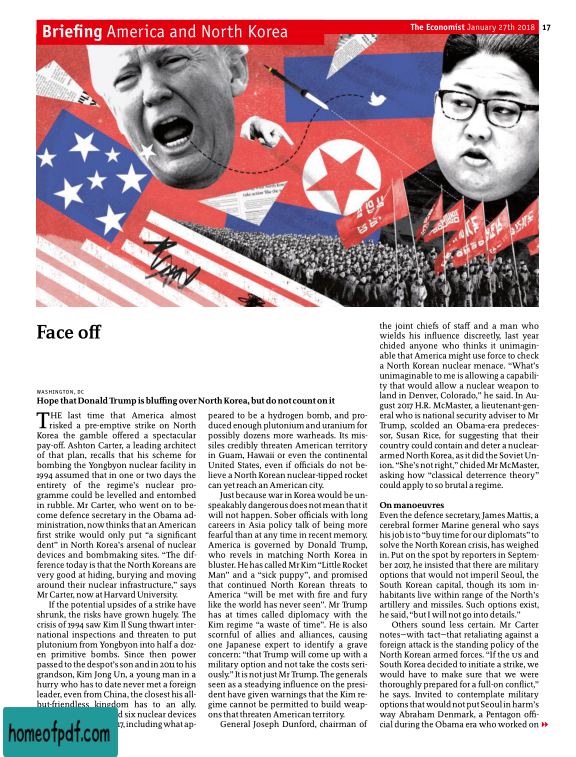 Briefing America and North Korea
The Economist January 27th 2018 17
Face off
WASHINGTON, DC
Hope that Donald Trump is bluffing over North Korea, but do not count on it
THE last time that America almost
risked a pre-emptive strike on North
Korea the gamble offered a spectacular
pay-off. Ashton Carter, a leading architect
of that plan, recalls that his scheme for
bombing the Yongbyon nuclear facility in
1994 assumed that in one or two days the
entirety of the regime's nuclear pro-
gramme could be levelled and entombed
in rubble. Mr Carter, who went on to be-
come defence secretary in the Obama ad-
ministration, now thinks that an American
first strike would only put "a significant
dent" in North Korea's arsenal of nuclear
devices and bombmaking sites. "The dif-
ference today is that the North Koreans are
very good at hiding, burying and moving
around their nuclear infrastructure," says
Mr Carter, now at Harvard University.
If the potential upsides of a strike have
shrunk, the risks have grown hugely. The
crisis of 1994 saw Kim Il Sung thwart inter-
national inspections and threaten to put
plutonium from Yongbyon into half a doz-
en primitive bombs. Since then power
passed to the despot's son and in 2011 to his
grandson, Kim Jong Un, a young man in a
hurry who has to date never met a foreign
leader, even from China, the closest his all-
but-friendless kingdom has to an ally.
d six nuclear devices
17, including what ap-
peared to be a hydrogen bomb, and pro-
duced enough plutonium and uranium for
possibly dozens more warheads. Its mis-
siles credibly threaten American territory
in Guam, Hawaii or even the continental
United States, even if officials do not be-
lieve a North Korean nuclear-tipped rocket
can yet reach an American city.
Just because war in Korea would be un-
speakably dangerous does not mean that it
will not happen. Sober officials with long
careers in Asia policy talk of being more
fearful than at any time in recent memory.
America is governed by Donald Trump,
who revels in matching North Korea in
bluster. He has called Mr Kim "Little Rocket
Man" and a "sick puppy", and promised
that continued North Korean threats to
America "will be met with fire and fury
like the world has never seen". Mr Trump
has at times called diplomacy with the
Kim regime "a waste of time". He is also
scornful of allies and alliances, causing
one Japanese expert to identify a grave
concern: "that Trump will come up with a
military option and not take the costs seri-
ously." It is not just Mr Trump. The generals
seen as a steadying influence on the presi-
dent have given warnings that the Kim re-
gime cannot be permitted to build weap-
ons that threaten American territory.
General Joseph Dunford, chairman of
the joint chiefs of staff and a man who
wields his influence discreetly, last year
chided anyone who thinks it unimagin-
able that America might use force to check
a North Korean nuclear menace. "What's
unimaginable to me is allowing a capabili-
ty that would allow a nuclear weapon to
land in Denver, Colorado," he said. In Au-
gust 2017 H.R. McMaster, a lieutenant-gen-
eral who is national security adviser to Mr
Trump, scolded an Obama-era predeces-
sor, Susan Rice, for suggesting that their
country could contain and deter a nuclear-
armed North Korea, as it did the Soviet Un-
ion. "She's not right," chided Mr McMaster,
asking how "classical deterrence theory"
could apply to so brutal a regime.
On manoeuvres
Even the defence secretary, James Mattis, a
cerebral former Marine general who says
his job is to "buy time for our diplomats" to
solve the North Korean crisis, has weighed
in. Put on the spot by reporters in Septem-
ber 2017, he insisted that there are military
options that would not imperil Seoul, the
South Korean capital, though its 10m in-
habitants live within range of the North's
artillery and missiles. Such options exist,
he said, "but I will not go into details."
Others sound less certain. Mr Carter
notes—with tact—that retaliating against a
foreign attack is the standing policy of the
North Korean armed forces. "If the US and
South Korea decided to initiate a strike, we
would have to make sure that we were
thoroughly prepared for a full-on conflict,"
he says. Invited to contemplate military
options that would not put Seoul in harm's
way Abraham Denmark, a Pentagon offi-
cial during the Obama era who worked on
homeofpdf.com